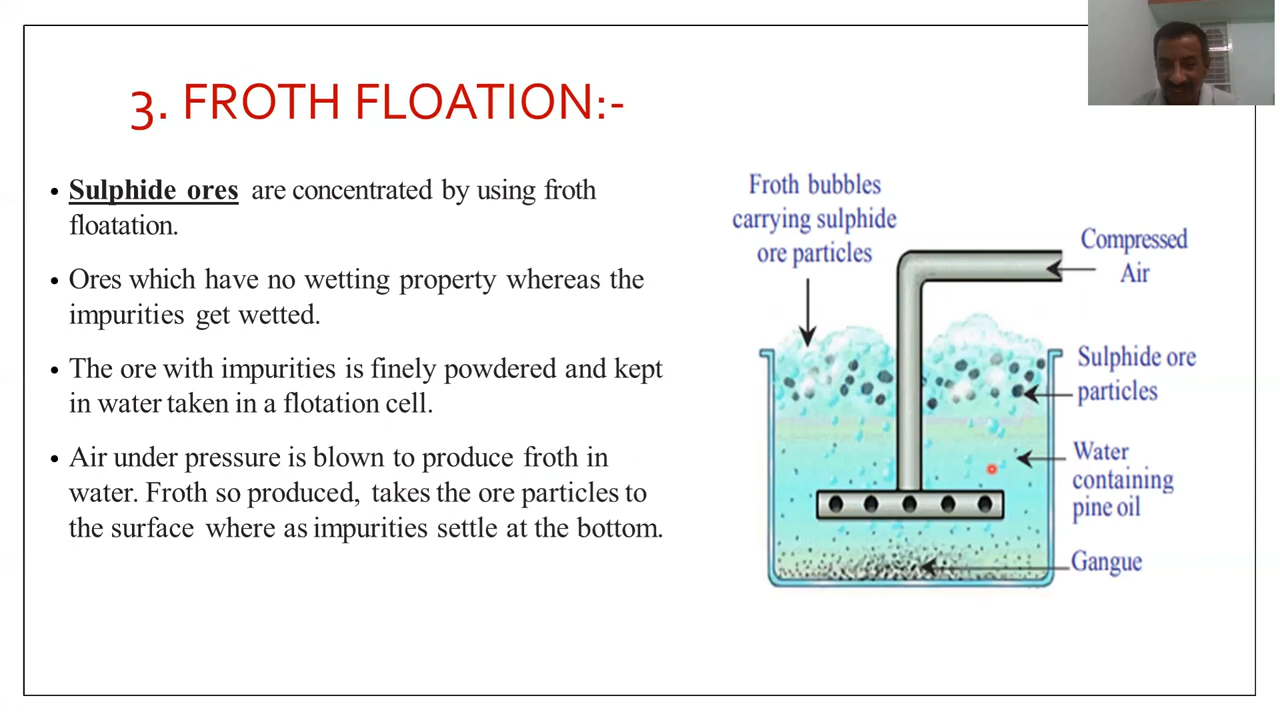 3. FROTH FLOATION:-
• Sulphide ores are concentrated by using froth
floatation.
• Ores which have no wetting property whereas the
impurities get wetted.
• The ore with impurities is finely powdered and kept
in water taken in a flotation cell.
• Air under pressure is blown to produce froth in
water. Froth so produced, takes the ore particles to
the surface where as impurities settle at the bottom.
Froth bubbles
carrying sulphide
ore particles
Compressed
Air
Sulphide ore
particles
Water
containing
pine oil
Gangue